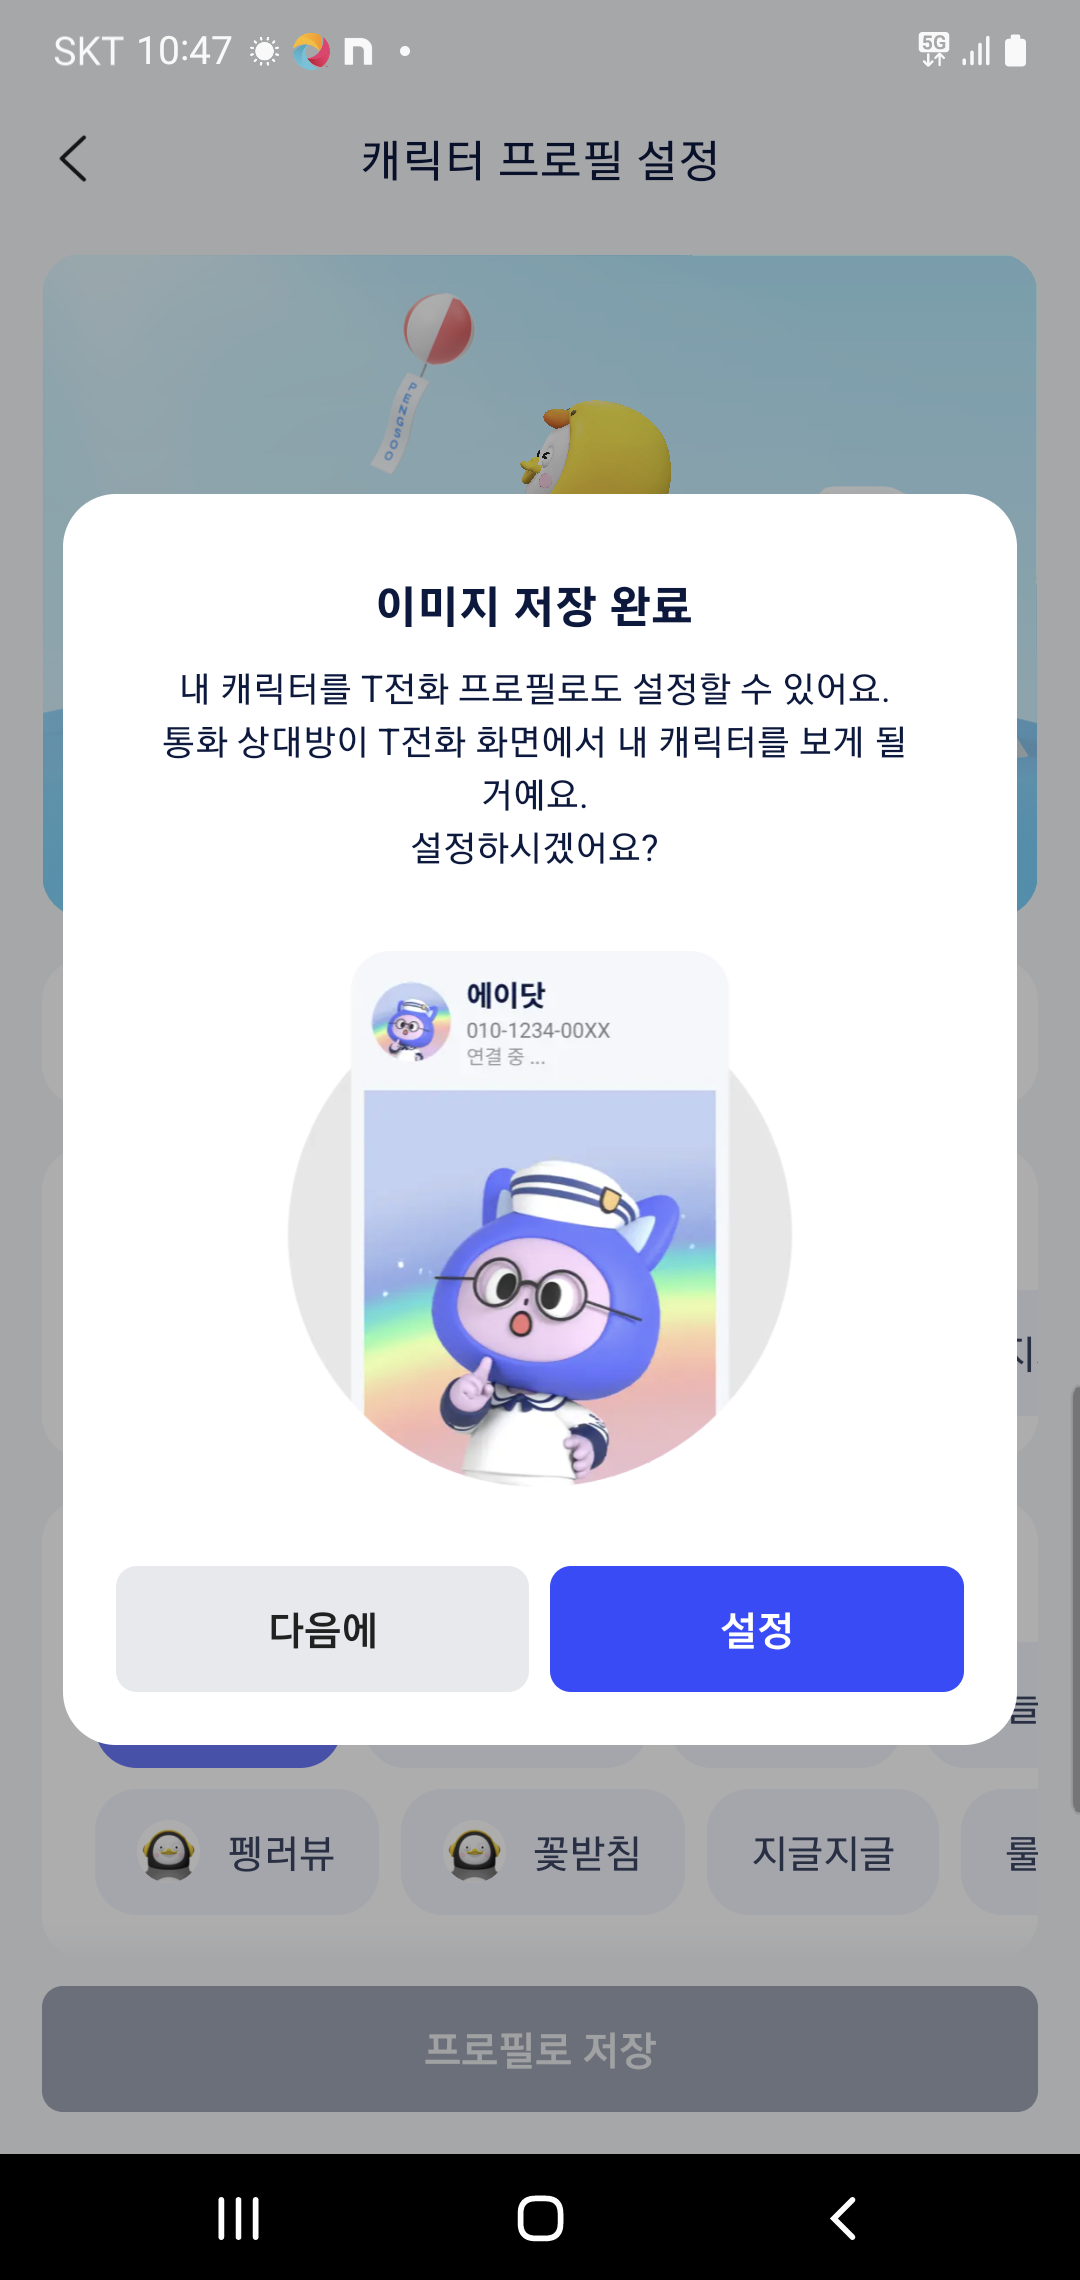 SKT 10:47
5G
캐릭터 프로필 설정
PENGSOO
이미지 저장 완료
내 캐릭터를 T전화 프로필로도 설정할 수 있어요.
통화 상대방이 T전화 화면에서 내 캐릭터를 보게 될
거예요.
설정하시겠어요?
에이닷
010-1234-00XX
연결 중 ...
다음에
설정
펭러뷰
꽃받침
지글지글
프로필로 저장